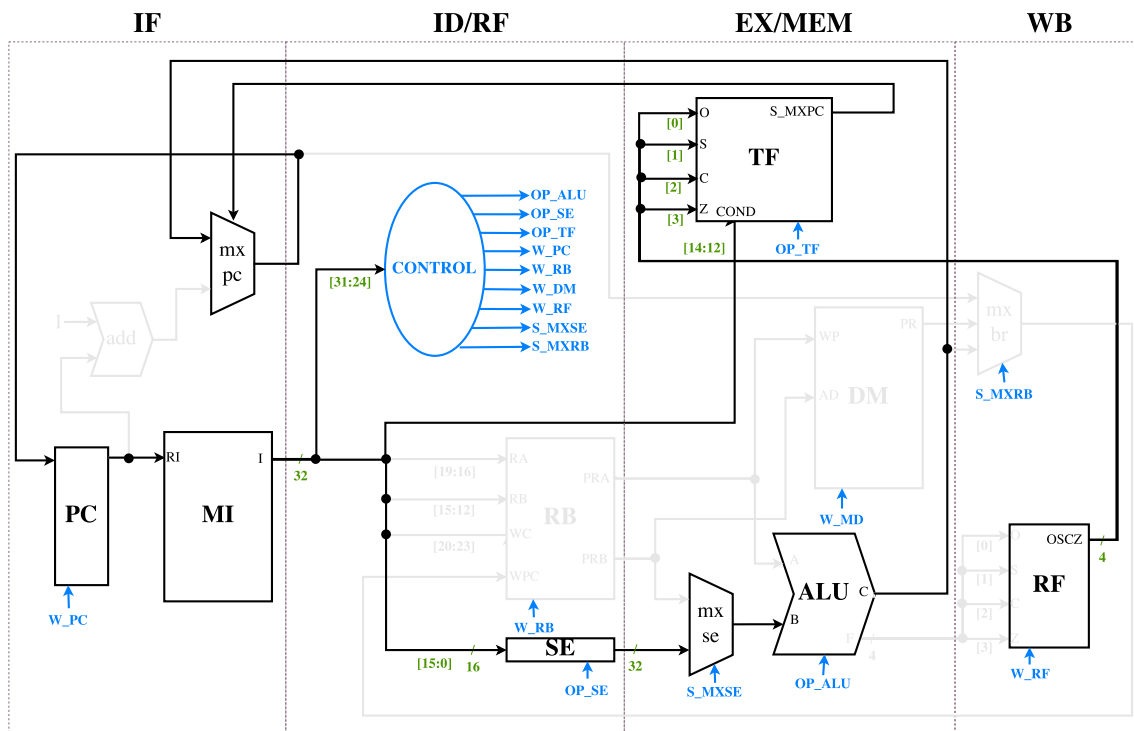 IF
ID/RF
EX/MEM
WB
O
S
C
Z
COND
S_MXPC
TF
[0]
[1]
[2]
[3]
[14:12]
OP_TF
mx
pc
1
add
CONTROL
[31:24]
OP_ALU
OP_SE
OP_TF
W_PC
W_RB
W_DM
W_RF
S_MXSE
S_MXRB
WP
PR
AD
DM
W_MD
mx
br
S_MXRB
PC
W_PC
RI
I
MI
32
[19:16]
[15:12]
[20:23]
RA
RB
WC
WPC
RB
PRA
PRB
W_RB
[15:0]
16
SE
32
OP_SE
mx
se
S_MXSE
A
B
ALU
C
F
4
OP_ALU
[0]
[1]
[2]
[3]
O
S
C
Z
OSCZ
RF
4
W_RF